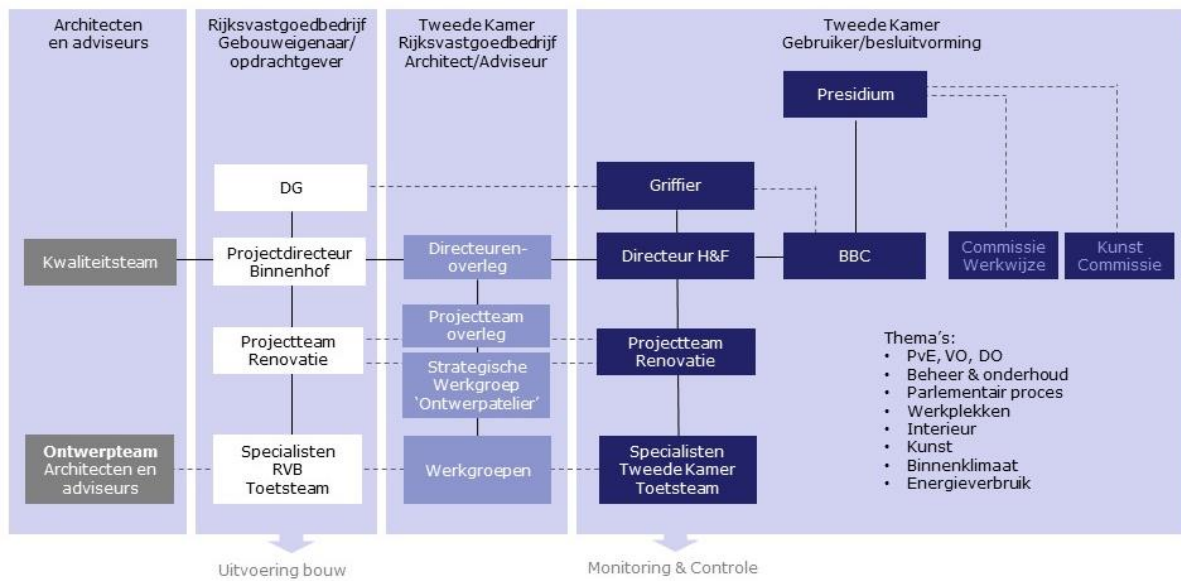 Architecten
en adviseurs
Rijksvastgoedbedrijf
Gebouweigenaar/
opdrachtgever
Tweede Kamer
Rijksvastgoedbedrijf
Architect/Adviseur
Tweede Kamer
Gebruiker/besluitvorming
Presidium
DG
Griffier
Kwaliteitsteam
Projectdirecteur
Binnenhof
Directeuren-
overleg
Directeur H&F
BBC
Commissie
Werkwijze
Kunst
Commissie
Projectteam
Renovatie
Projectteam
overleg
Strategische
Werkgroep
‘Ontwerpatelier’
Projectteam
Renovatie
Thema’s:
• PvE, VO, DO
• Beheer & onderhoud
• Parlementair proces
• Werkplekken
• Interieur
• Kunst
• Binnenklimaat
• Energieverbruik
Ontwerpteam
Architecten en
adviseurs
Specialisten
RVB
Toetsteam
Werkgroepen
Specialisten
Tweede Kamer
Toetsteam
Uitvoering bouw
Monitoring & Controle